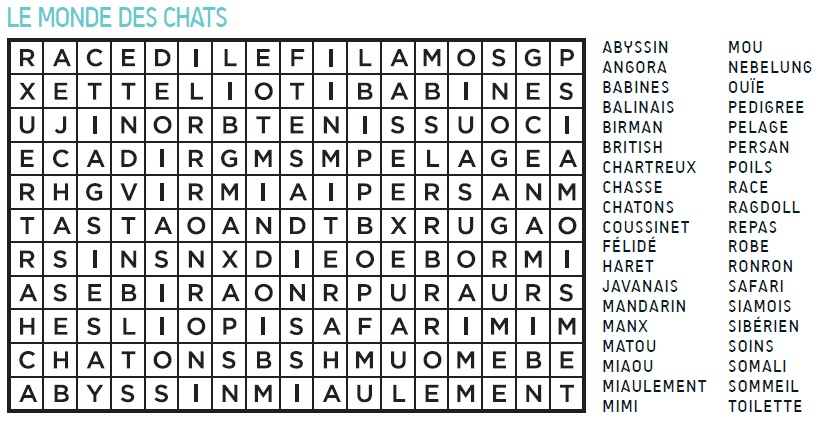 LE MONDE DES CHATS
R A C E D I L E F I L A M O S G P
X E T T E L I O T I B A B I N E S
U J I N O R B T E N I S S U O C I
E C A D I R G M S M P E L A G E A
R H G V I R M I A I P E R S A N M
T A S T A O A N D T B X R U G A O
R S I N S N X D I E O E B O R M I
A S E B I R A O N R P U R A U R S
H E S L I O P I S A F A R I M I M
C H A T O N S B S H M U O M E B E
A B Y S S I N M I A U L E M E N T
ABYSSIN
ANGORA
BABINES
BALINAIS
BIRMAN
BRITISH
CHARTREUX
CHASSE
CHATONS
COUSSINET
FÉLIDÉ
HARET
JAVANAIS
MANDARIN
MANX
MATOU
MIAOU
MIAULEMENT
MIMI
MOU
NEBELUNG
OUÏE
PEDIGREE
PELAGE
PERSAN
POILS
RACE
RAGDOLL
REPAS
ROBE
RONRON
SAFARI
SIAMOIS
SIBÉRIEN
SOINS
SOMALI
SOMMEIL
TOILETTE